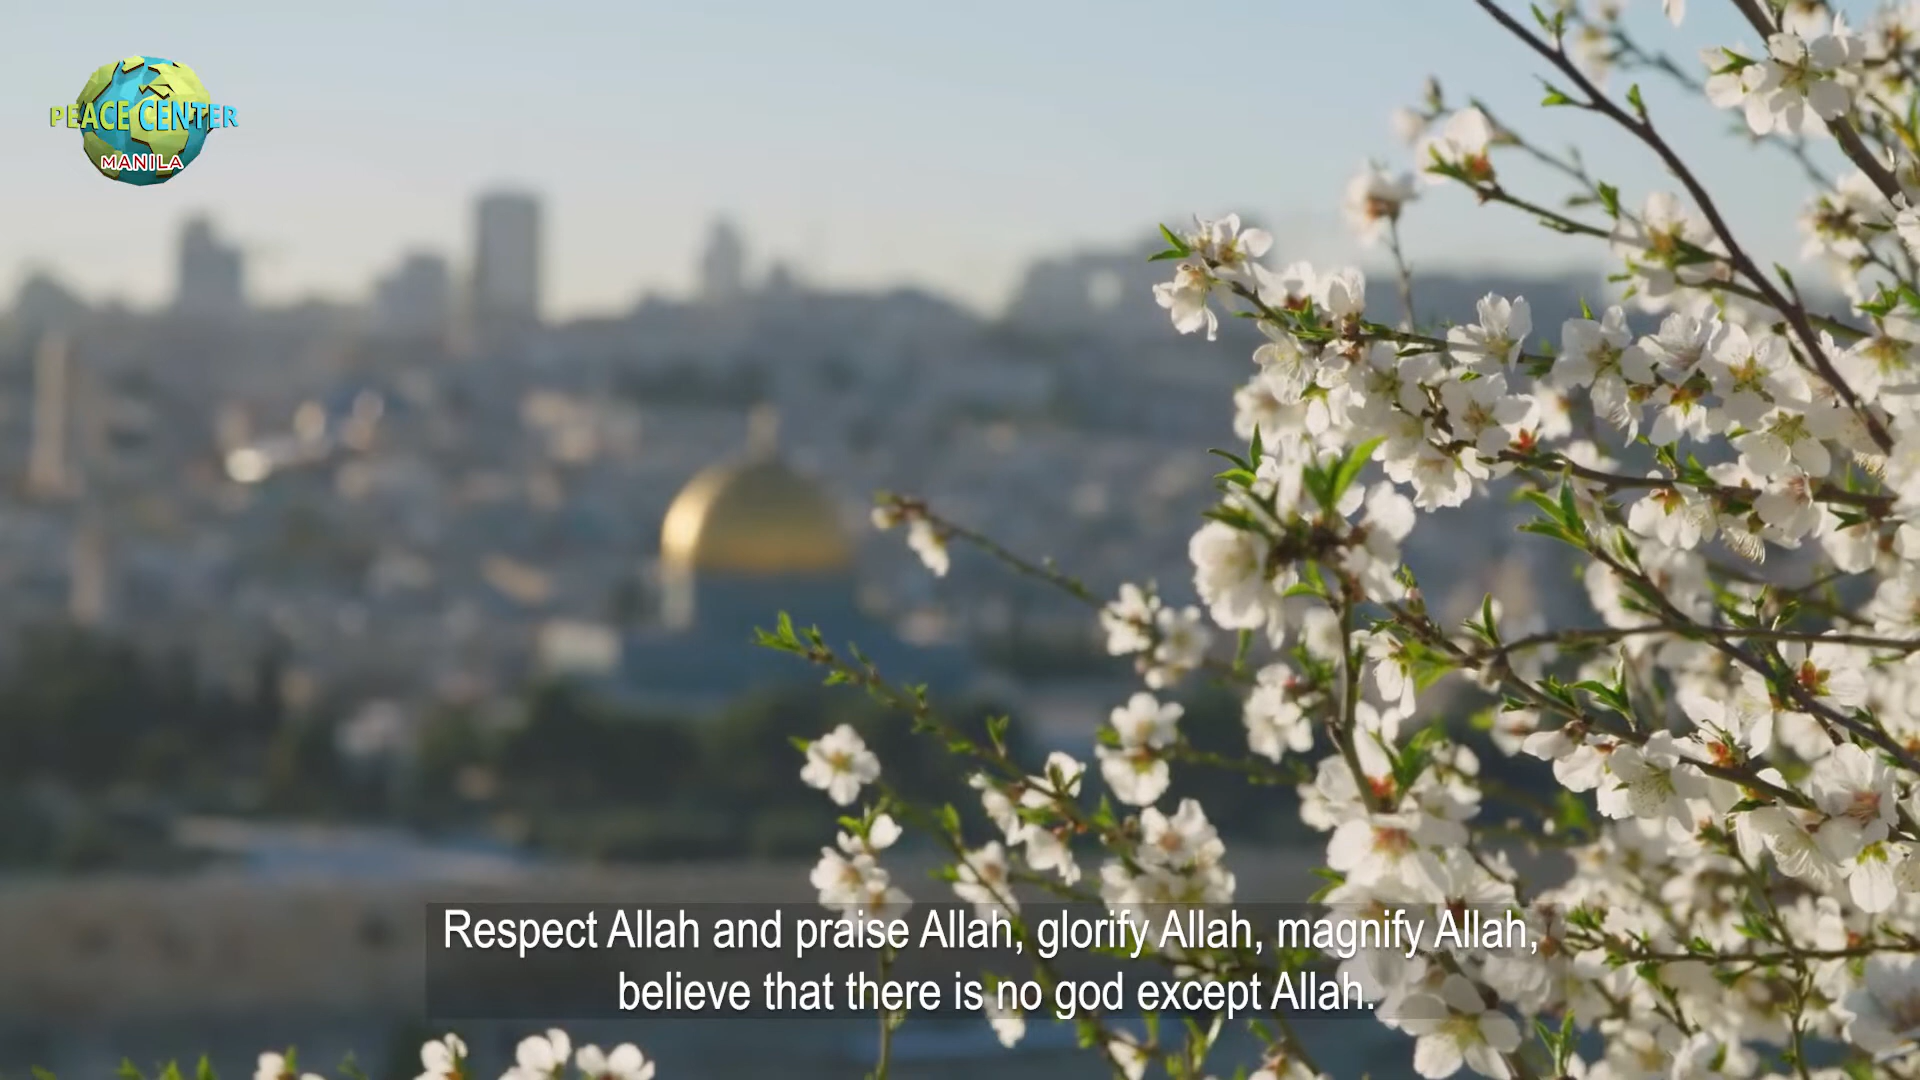 PEACE CENTER
MANILA
Respect Allah and praise Allah, glorify Allah, magnify Allah,
believe that there is no god except Allah.